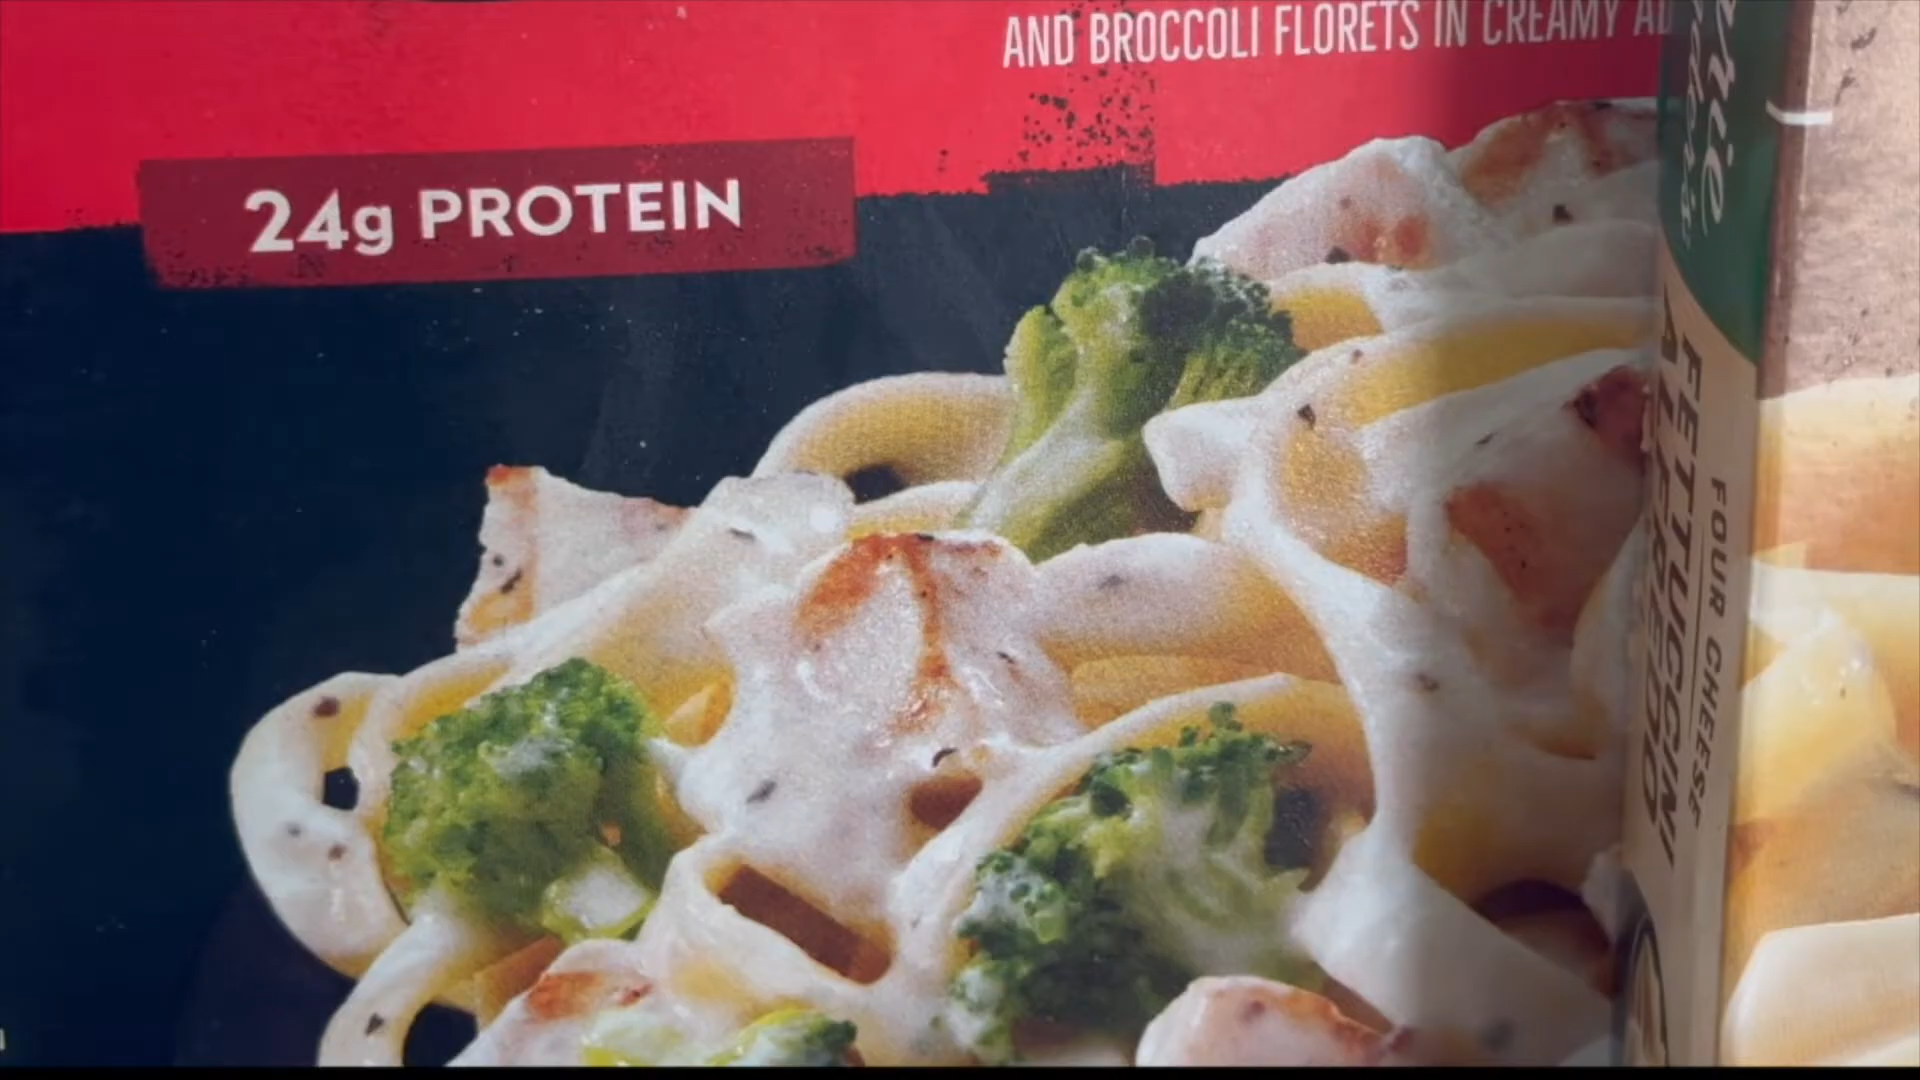 AND BROCCOLI FLORETS IN CREAMY
24g PROTEIN
FOUR CHEESE
FETTUCCINI
ALFREDO